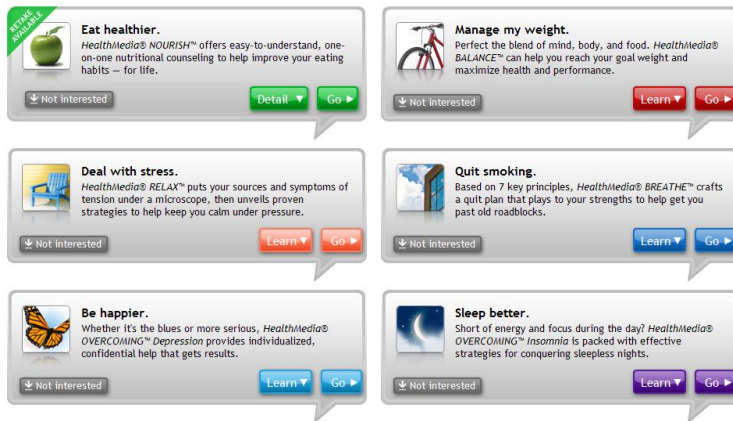 RETAKE
AVAILABLE
Eat healthier.
HealthMedia® NOURISH™ offers easy-to-understand, one-
on-one nutritional counseling to help improve your eating
habits — for life.
Not interested
Detail
Go
Manage my weight.
Perfect the blend of mind, body, and food. HealthMedia®
BALANCE™ can help you reach your goal weight and
maximize health and performance.
Not interested
Learn
Go
Deal with stress.
HealthMedia® RELAX™ puts your sources and symptoms of
tension under a microscope, then unveils proven
strategies to help keep you calm under pressure.
Not interested
Learn
Go
Quit smoking.
Based on 7 key principles, HealthMedia® BREATHE™ crafts
a quit plan that plays to your strengths to help get you
past old roadblocks.
Not interested
Learn
Go
Be happier.
Whether it's the blues or more serious, HealthMedia®
OVERCOMING™ Depression provides individualized,
confidential help that gets results.
Not interested
Learn
Go
Sleep better.
Short of energy and focus during the day? HealthMedia®
OVERCOMING™ Insomnia is packed with effective
strategies for conquering sleepless nights.
Not interested
Learn
Go